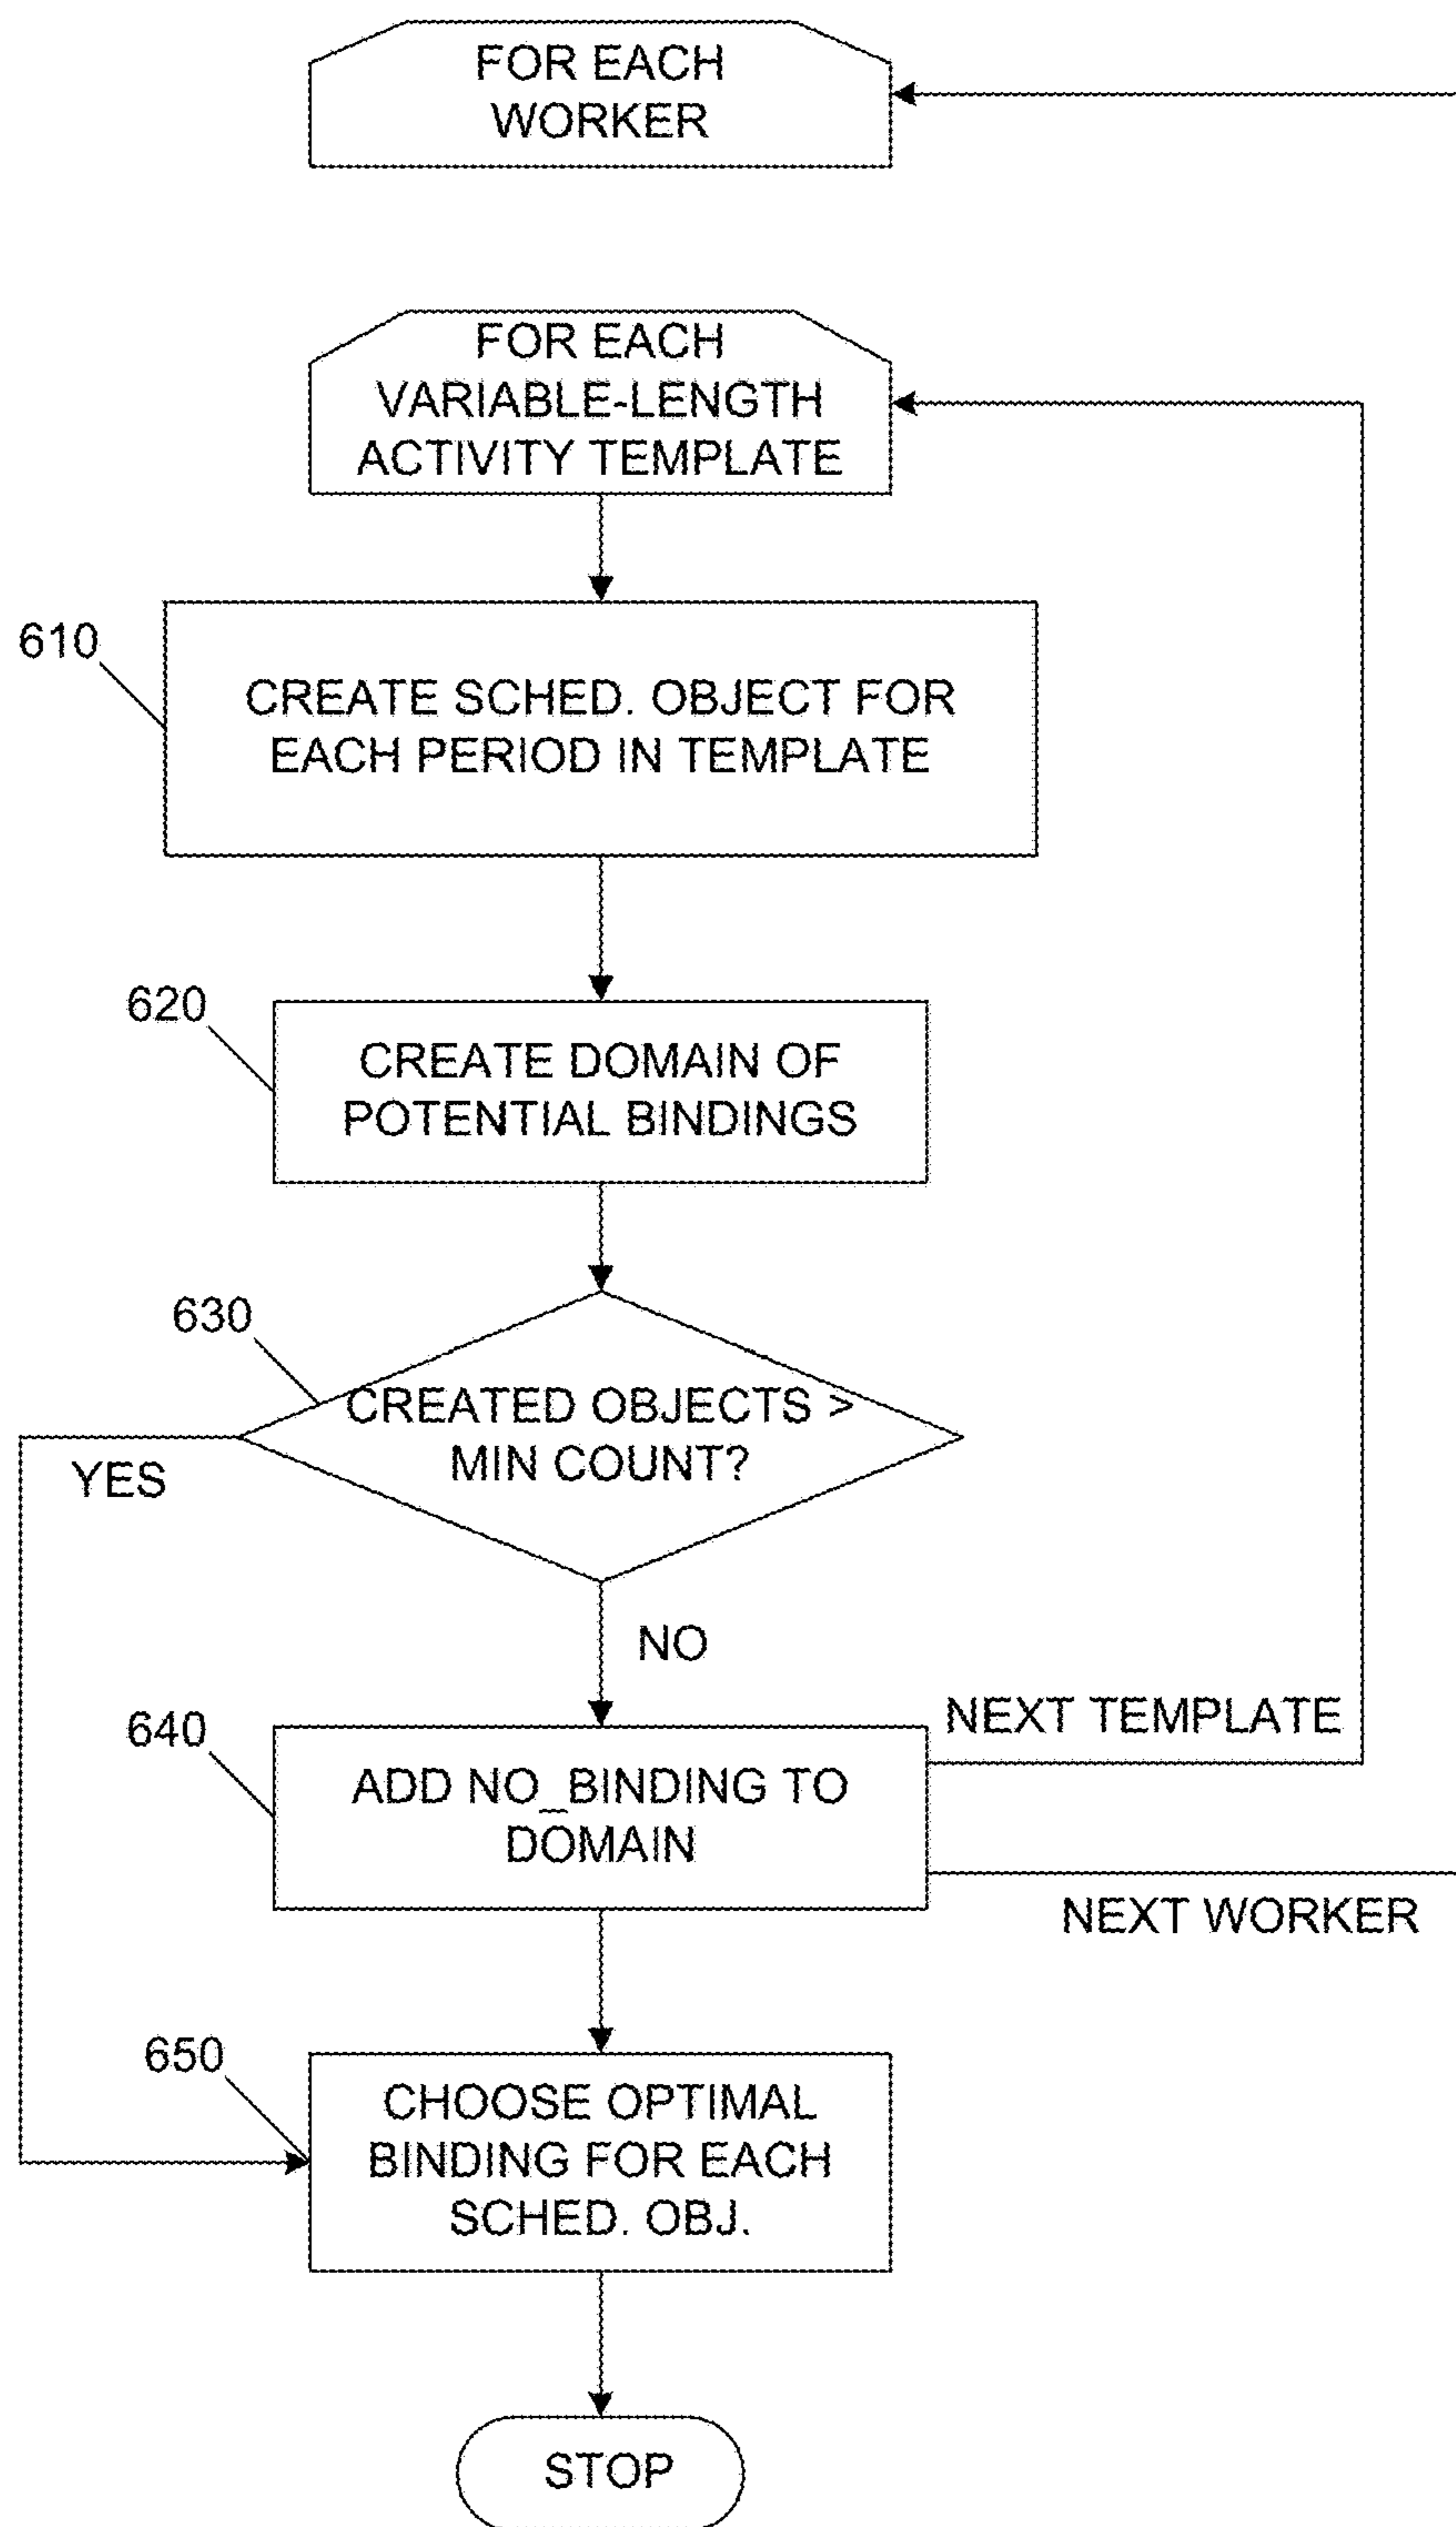 FOR EACH
WORKER
FOR EACH
VARIABLE-LENGTH
ACTIVITY TEMPLATE
610
CREATE SCHED. OBJECT FOR
EACH PERIOD IN TEMPLATE
620
CREATE DOMAIN OF
POTENTIAL BINDINGS
630
CREATED OBJECTS >
MIN COUNT?
YES
NO
NEXT TEMPLATE
640
ADD NO_BINDING TO
DOMAIN
NEXT WORKER
650
CHOOSE OPTIMAL
BINDING FOR EACH
SCHED. OBJ.
STOP